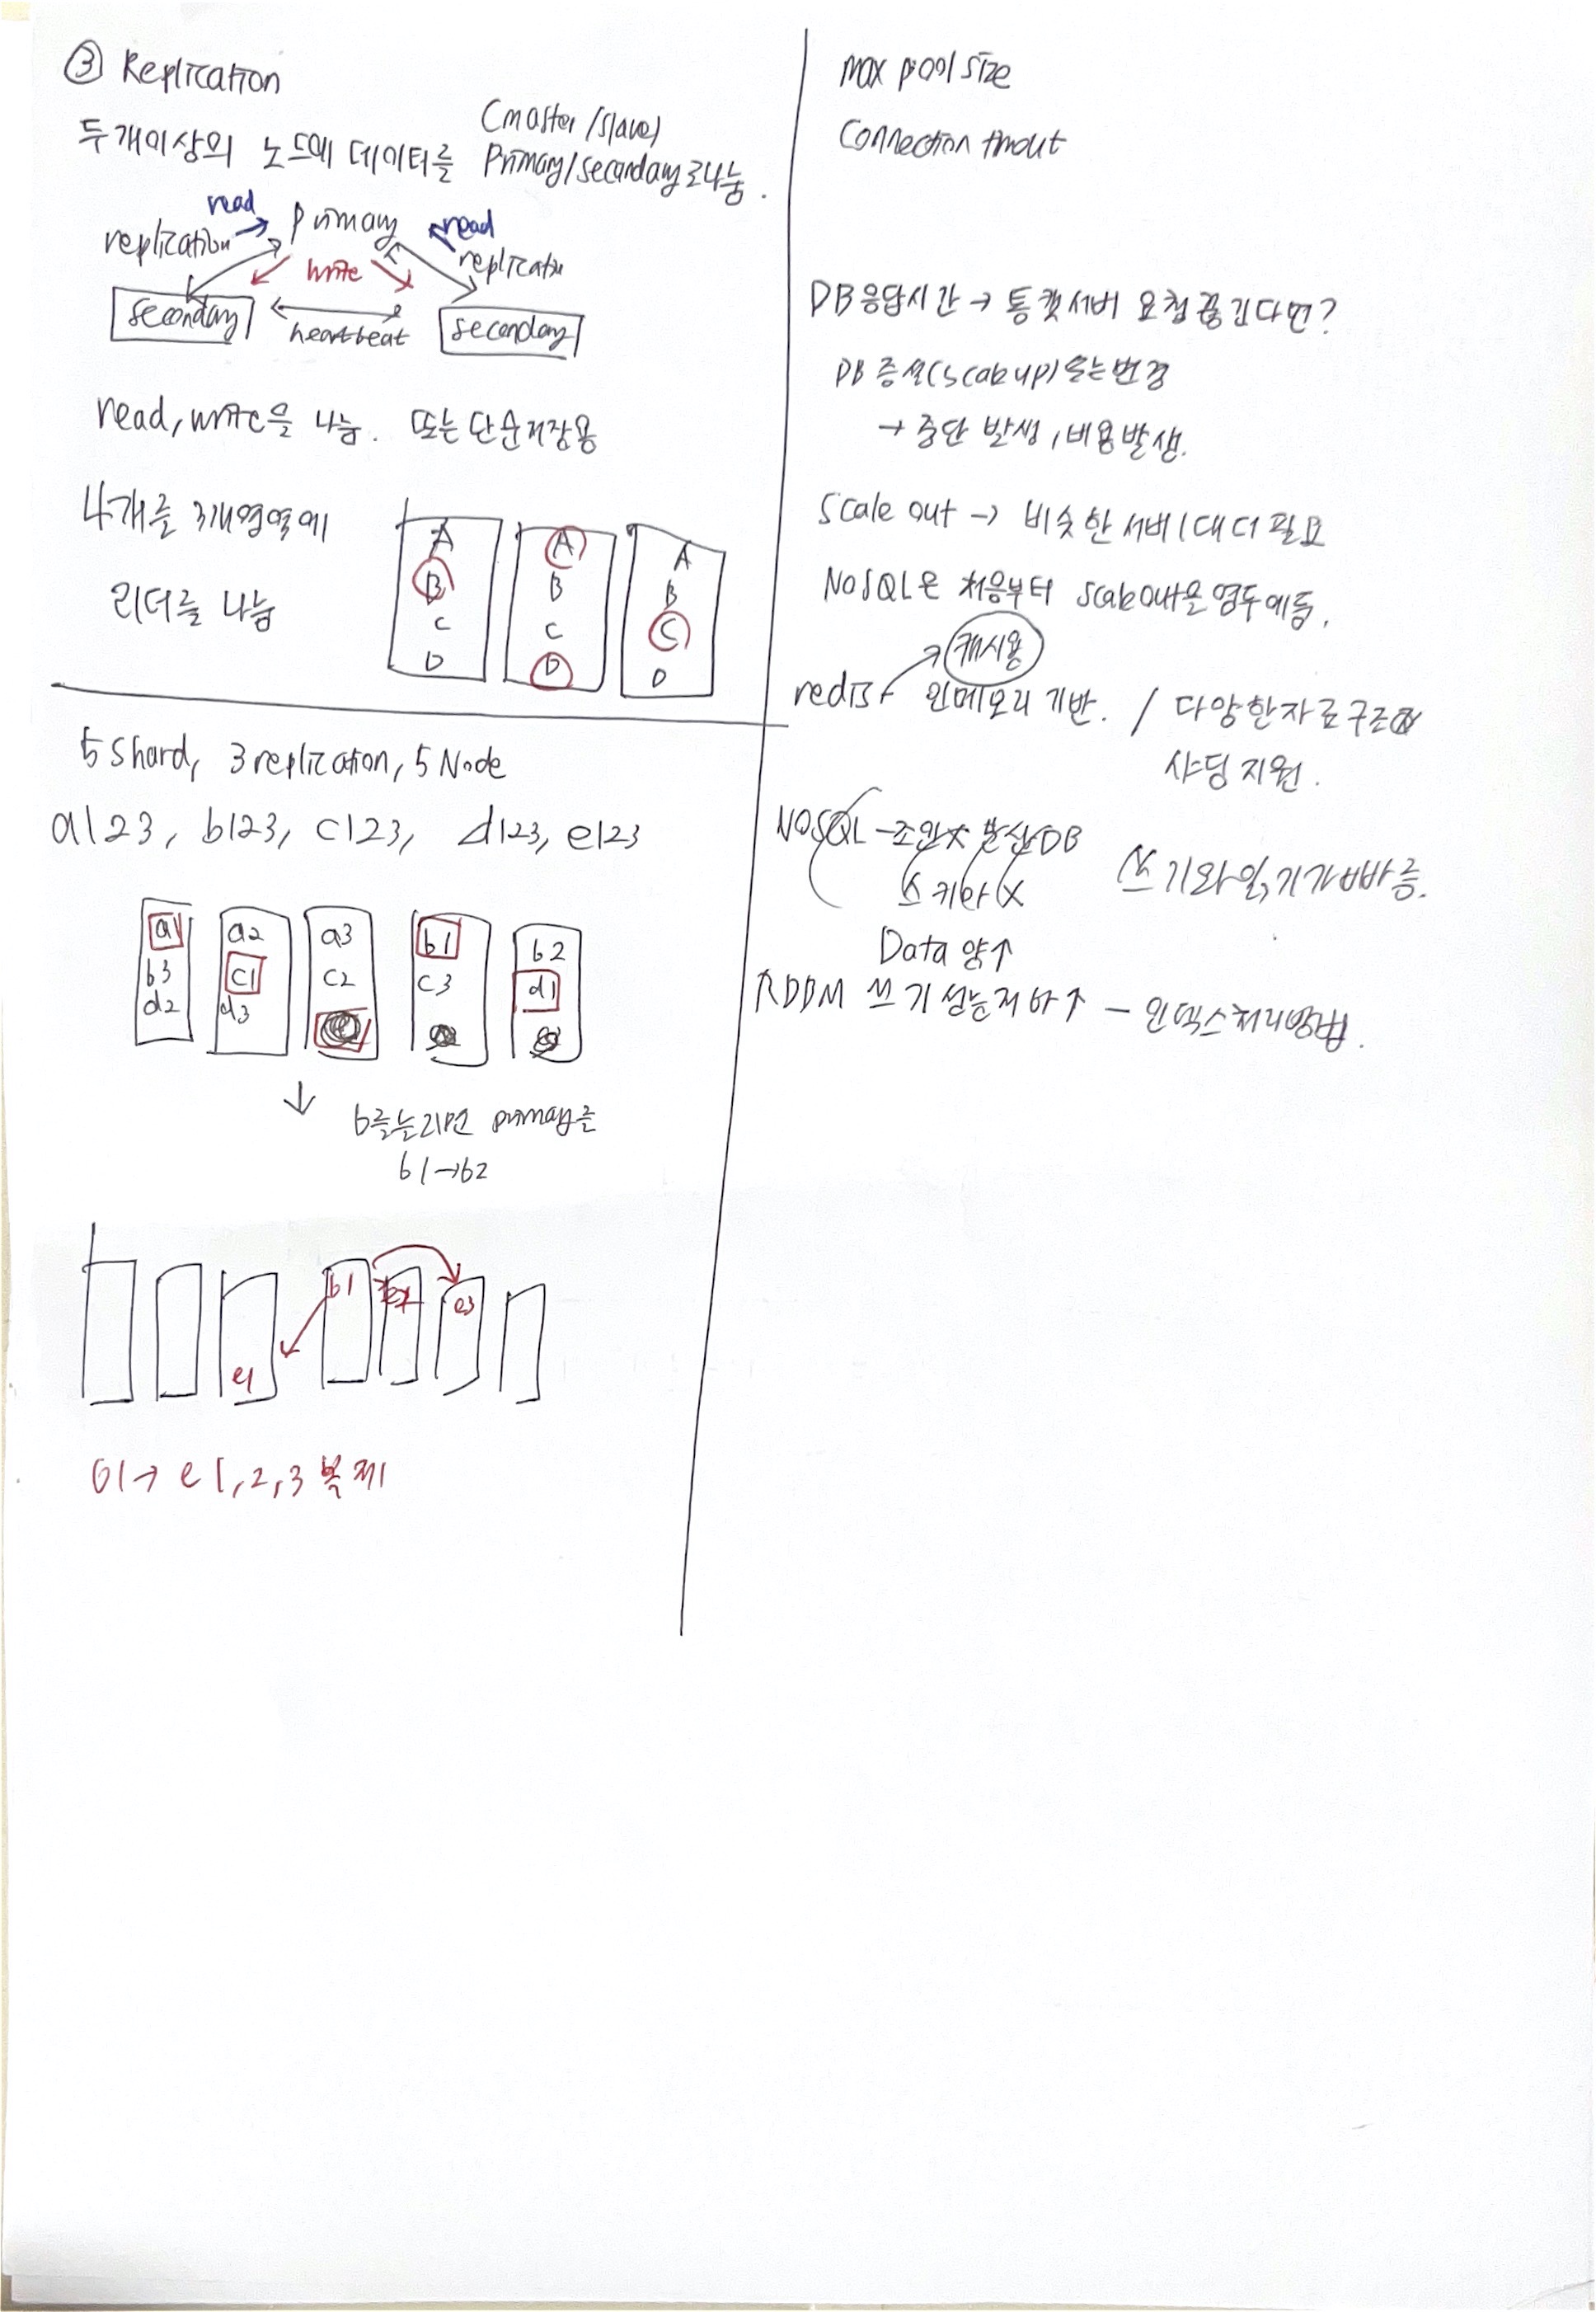 ③ Replication
(master/slave)
두개이상의 노드에 데이터를 Primary/secondary로나눔.
read
Primary
read
replication
replicatin
write
secondary
heartbeat
secondary
read, write을 나눔. 또는 단순저장용
4개를 3개영역에
리더를 나눔
A
B
C
D
A
B
C
D
A
B
C
D
5 shard, 3 replication, 5 Node
a123, b123, c123, d123, e123
a1
b3
d2
a2
c1
d3
a3
c2
b1
c3
b2
d1
b를늘리면 primary를
b1→b2
b1
e3
e1
b1→ e1,2,3 복제
max pool size
Connection timout
DB응답시간 → 톰캣서버 요청 끊긴다면?
DB 증설(scale up) 또는변경
→ 중단 발생, 비용발생.
Scale out → 비슷한 서버1대 더 필요
NoSQL은 처음부터 scale out을 염두에둠.
캐시용
redis 인메모리 기반. / 다양한자료구조
샤딩 지원.
NoSQL - 조인X 분산DB
스키마X
쓰기와 읽기가 빠름.
Data 양↑
RDBM 쓰기 성능저하↑ - 인덱스처리방법.